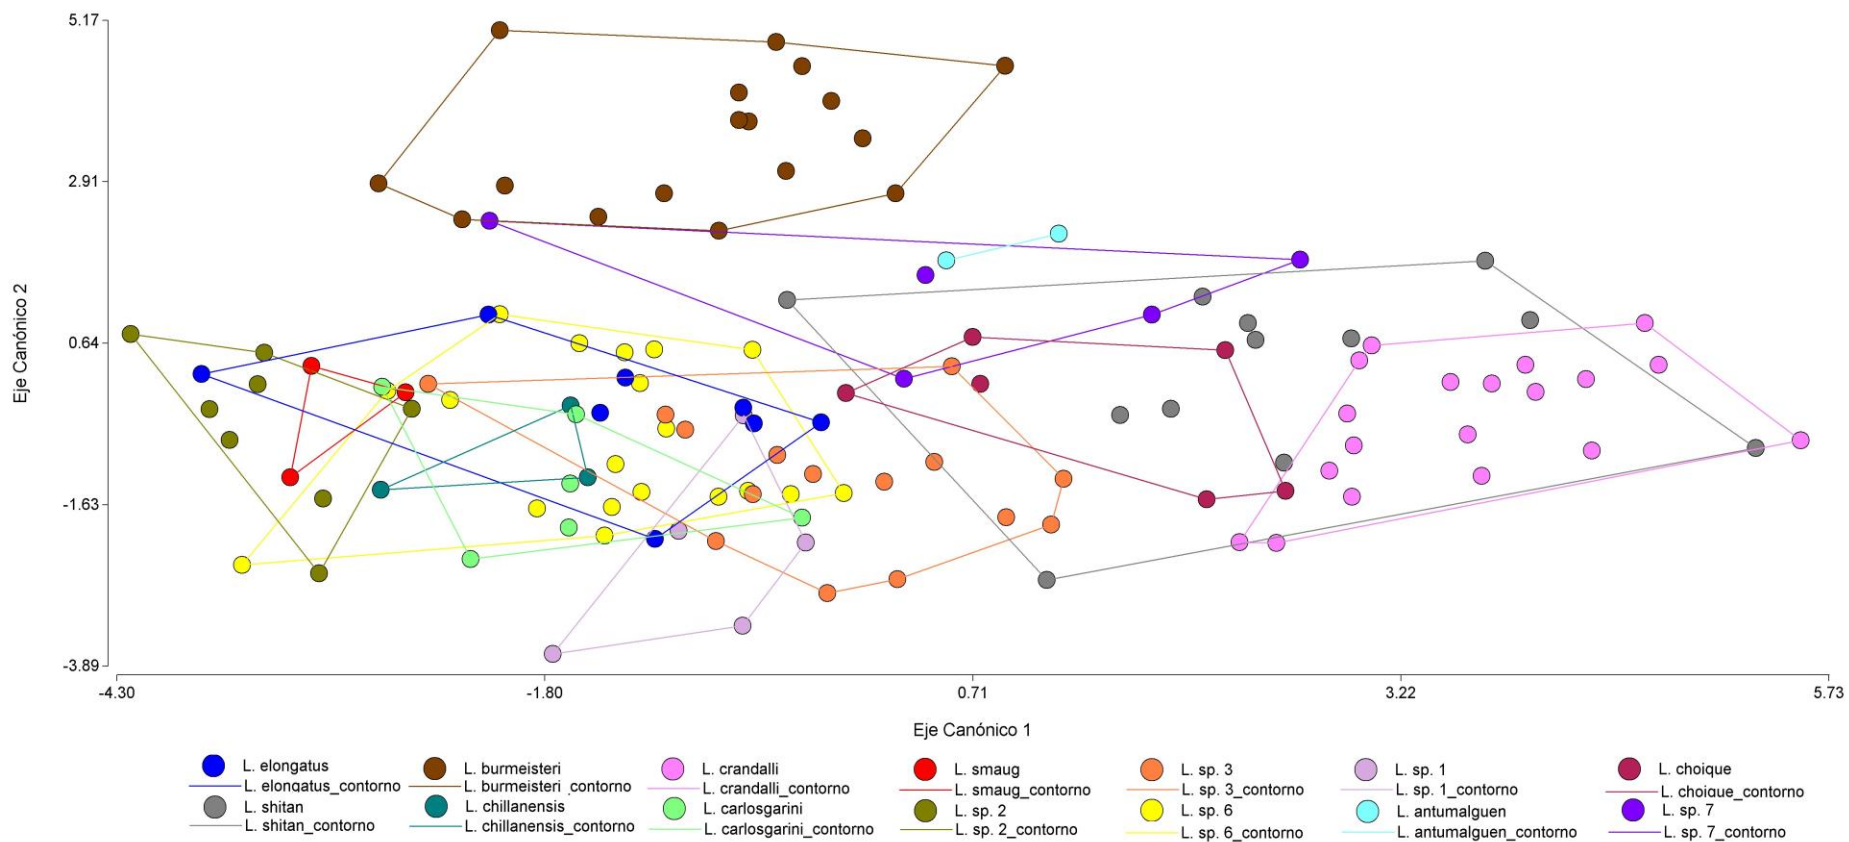 5.17
2.91
0.64
-1.63
-3.89
Eje Canónico 2
-4.30 -1.80 0.71 3.22 5.73
Eje Canónico 1
L. elongatus L. burmeisteri L. crandalli L. smaug L. sp. 3 L. sp. 1 L. choique
L. elongatus_contorno L. burmeisteri_contorno L. crandalli_contorno L. smaug_contorno L. sp. 3_contorno L. sp. 1_contorno L. choique_contorno
L. shitan L. chillanensis L. carlosgarini L. sp. 2 L. sp. 6 L. antumalguen L. sp. 7
L. shitan_contorno L. chillanensis_contorno L. carlosgarini_contorno L. sp. 2_contorno L. sp. 6_contorno L. antumalguen_contorno L. sp. 7_contorno